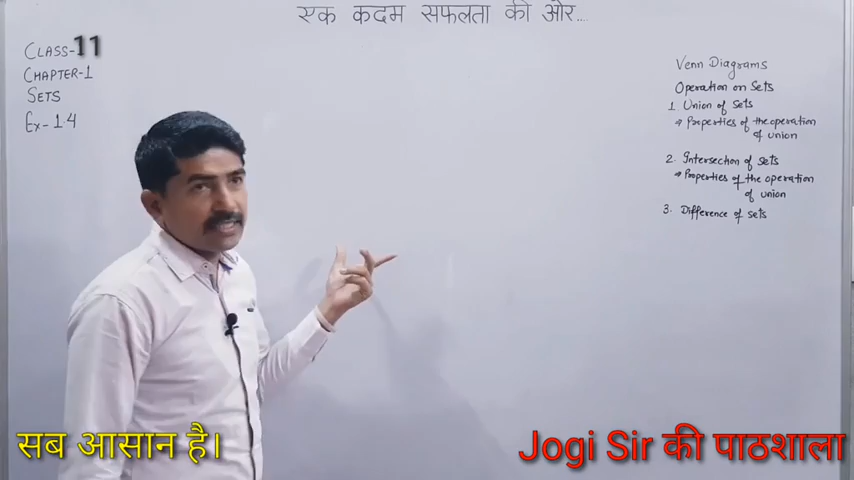 एक कदम सफलता की ओर....
CLASS-11
CHAPTER-1
SETS
Ex-1.4
Venn Diagrams
Operation on Sets
1 Union of Sets
→ Properties of the operation
of union
2. Intersection of sets
→ Properties of the operation
of union
3. Difference of sets
सब आसान है।
Jogi Sir की पाठशाला